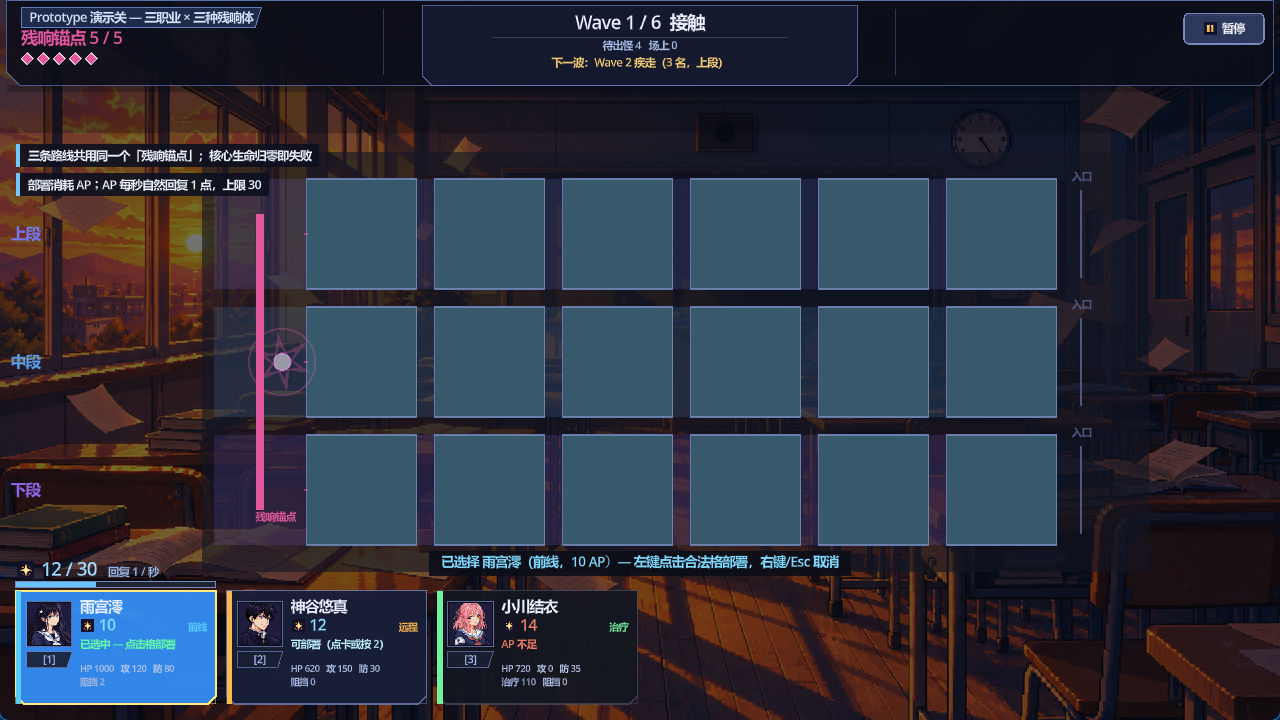 Prototype 演示关 — 三职业 × 三种残响体
残响锚点 5 / 5
Wave 1 / 6 接触
待出怪 4 场上 0
下一波：Wave 2 疾走（3 名，上段）
暂停
三条路线共用同一个「残响锚点」；核心生命归零即失败
部署消耗 AP；AP 每秒自然回复 1 点，上限 30
入口
上段
入口
中段
入口
下段
残响锚点
已选择 雨宫澪（前线，10 AP）— 左键点击合法格部署，右键/Esc 取消
12 / 30 回复 1 / 秒
雨宫澪
10
前线
已选中 — 点击格部署
[1]
HP 1000 攻 120 防 80
阻挡 2
神谷悠真
12
远程
可部署（点卡或按 2）
[2]
HP 620 攻 150 防 30
阻挡 0
小川结衣
14
治疗
AP 不足
[3]
HP 720 攻 0 防 35
治疗 110 阻挡 0